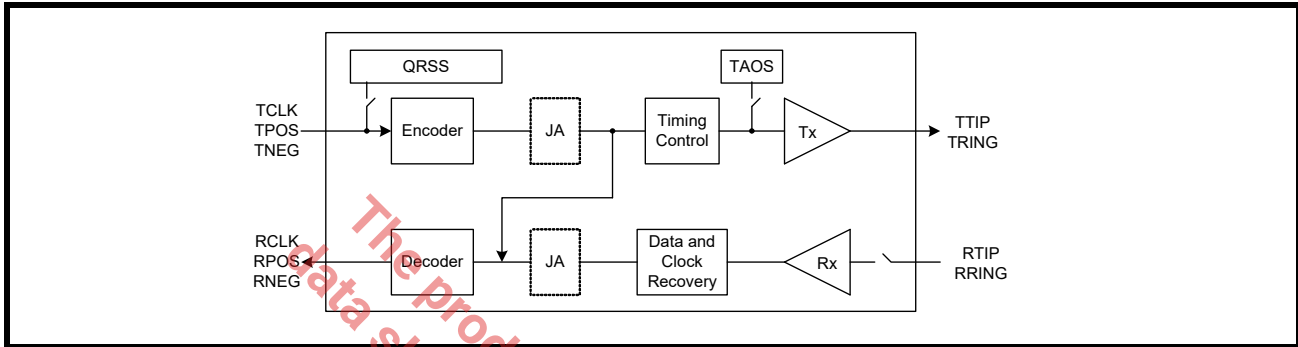 QRSS
TAOS
TCLK
TPOS
TNEG
Encoder
JA
Timing
Control
Tx
TTIP
TRING
RCLK
RPOS
RNEG
Decoder
JA
Data and
Clock
Recovery
Rx
RTIP
RRING
The prod
data s